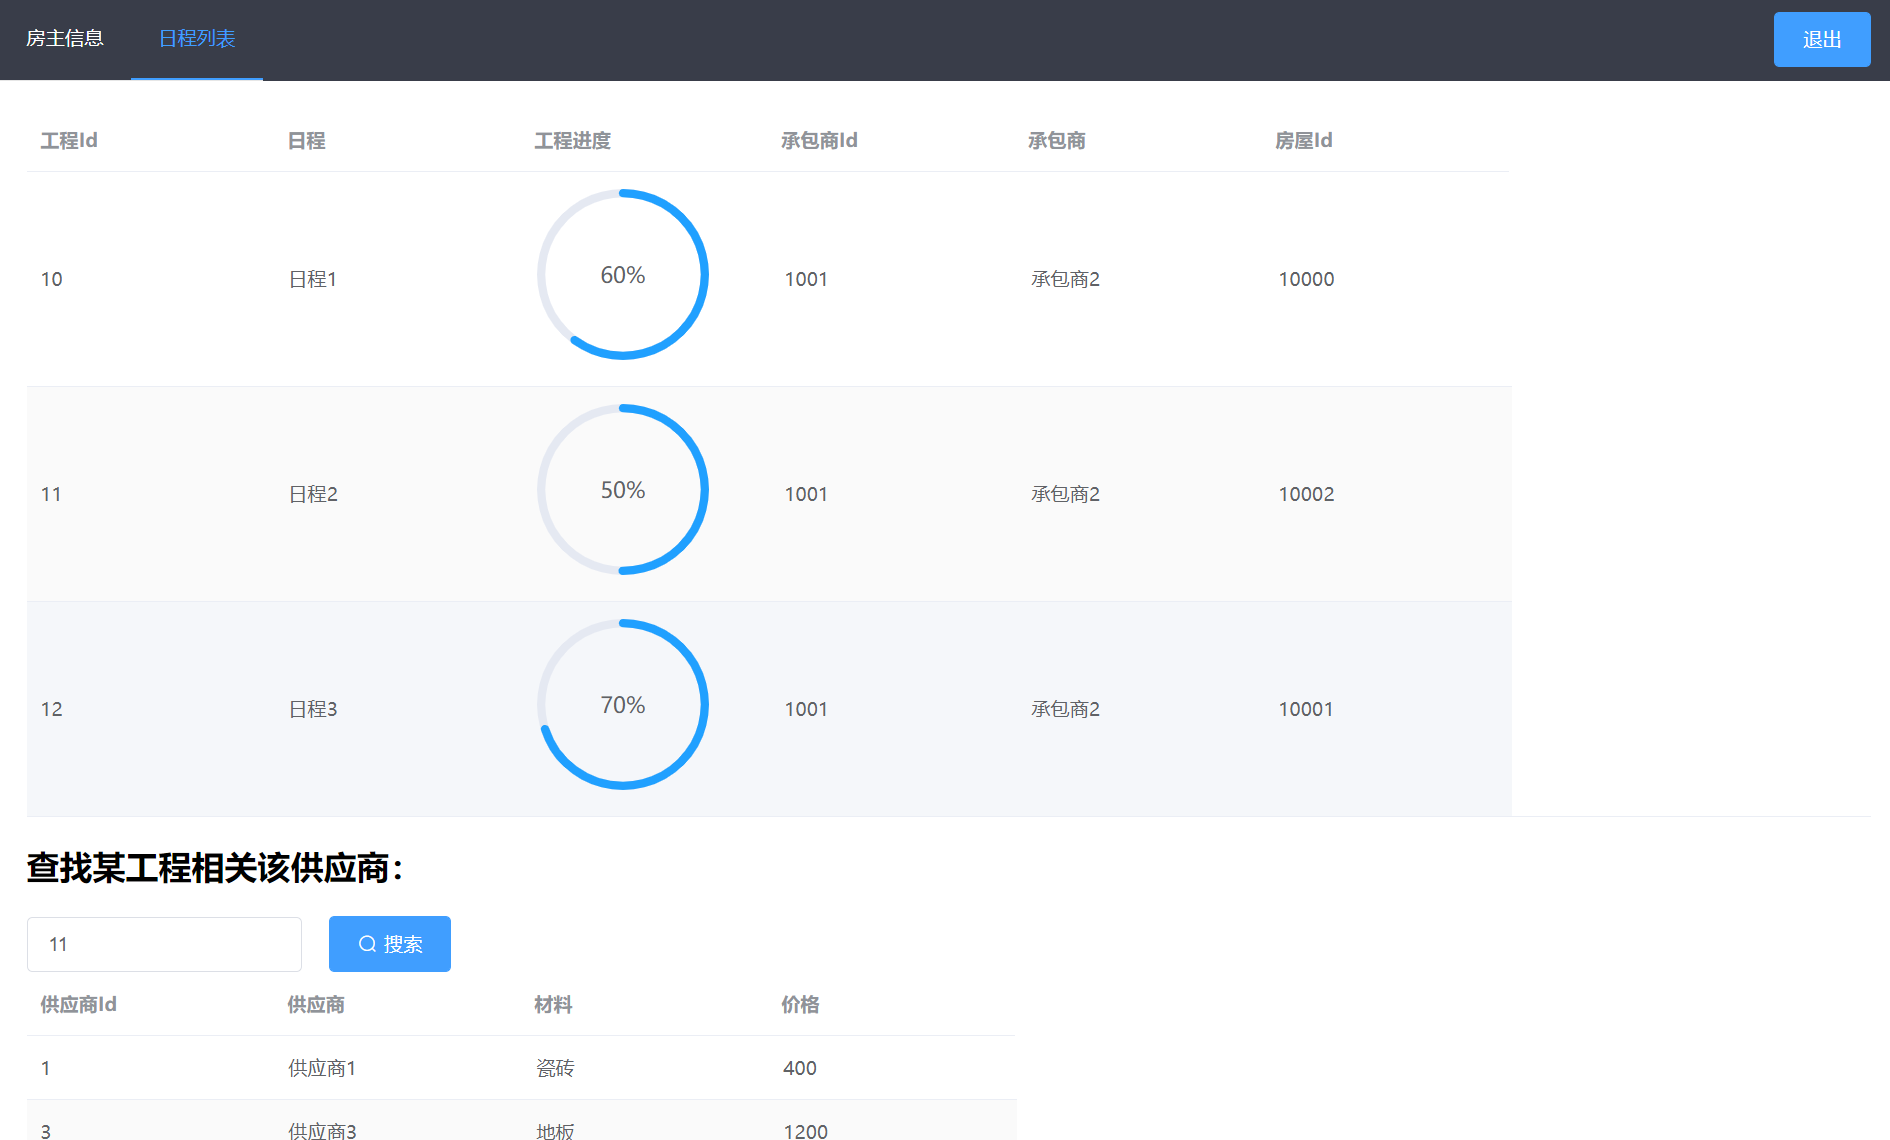 房主信息 日程列表 退出
工程Id 日程 工程进度 承包商Id 承包商 房屋Id
10 日程1 60% 1001 承包商2 10000
11 日程2 50% 1001 承包商2 10002
12 日程3 70% 1001 承包商2 10001
查找某工程相关该供应商：
11 搜索
供应商Id 供应商 材料 价格
1 供应商1 瓷砖 400
3 供应商3 地板 1200